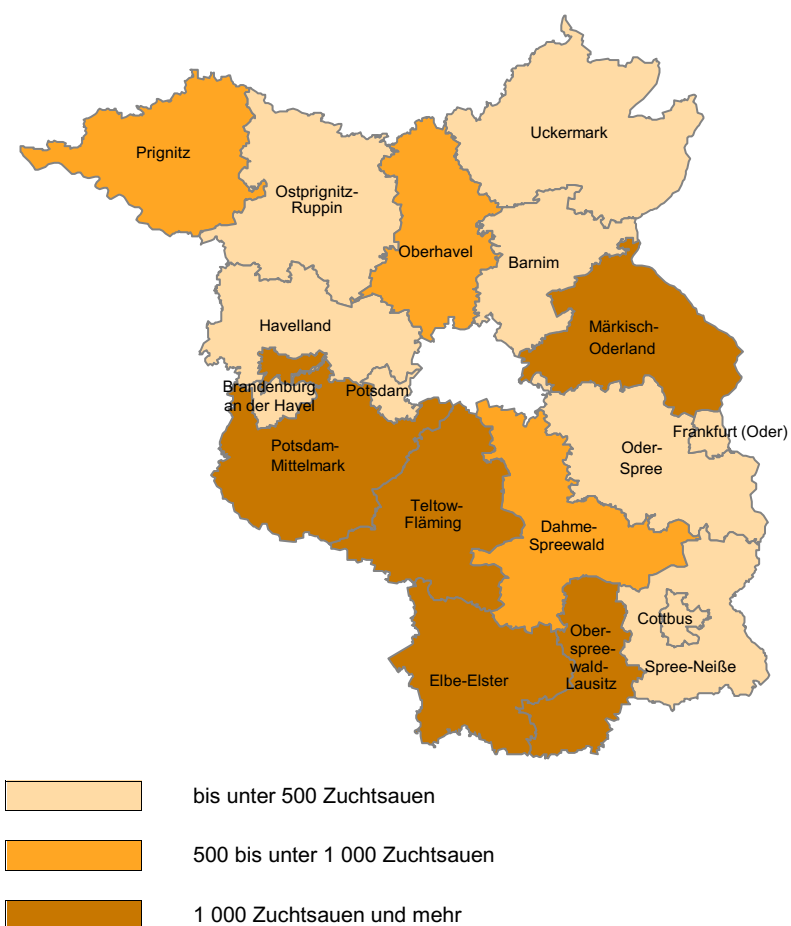 Uckermark
Prignitz
Ostprignitz-
Ruppin
Oberhavel
Barnim
Havelland
Märkisch-
Oderland
Brandenburg
an der Havel
Potsdam
Frankfurt (Oder)
Potsdam-
Mittelmark
Oder-
Spree
Teltow-
Fläming
Dahme-
Spreewald
Cottbus
Ober-
spree-
wald-
Lausitz
Spree-Neiße
Elbe-Elster
bis unter 500 Zuchtsauen
500 bis unter 1 000 Zuchtsauen
1 000 Zuchtsauen und mehr